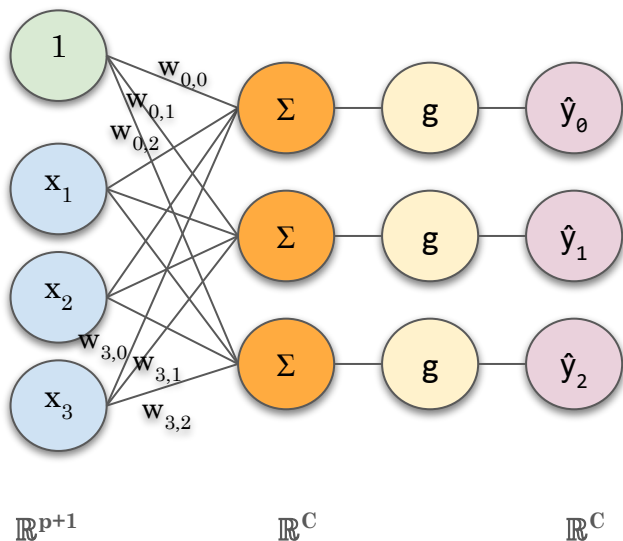 1
w0,0
w0,1
w0,2
Σ g ŷ0
x1
Σ g ŷ1
x2
w3,0
w3,1
Σ g ŷ2
x3
w3,2
ℝp+1 ℝC ℝC